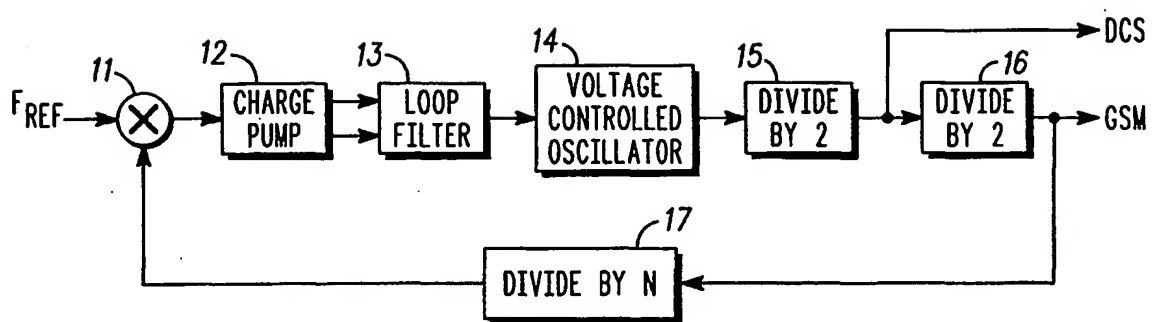 11
12
13
14
15
16
17
F REF
CHARGE
PUMP
LOOP
FILTER
VOLTAGE
CONTROLLED
OSCILLATOR
DIVIDE
BY 2
DIVIDE
BY 2
DCS
GSM
DIVIDE BY N